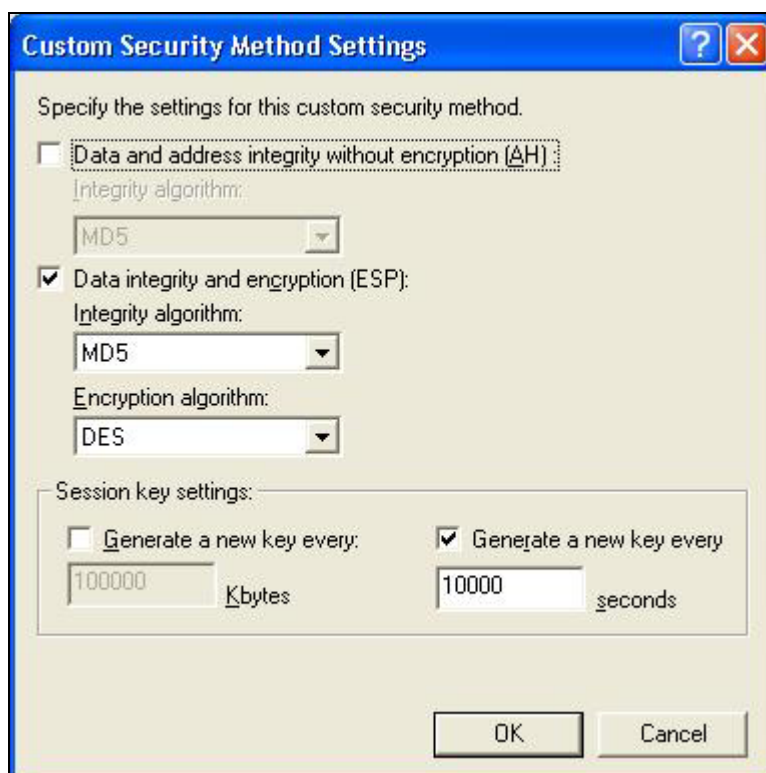 Custom Security Method Settings
Specify the settings for this custom security method.
Data and address integrity without encryption (AH) :
Integrity algorithm:
MD5
Data integrity and encryption (ESP):
Integrity algorithm:
MD5
Encryption algorithm:
DES
Session key settings:
Generate a new key every: Generate a new key every
100000 Kbytes 10000 seconds
OK Cancel